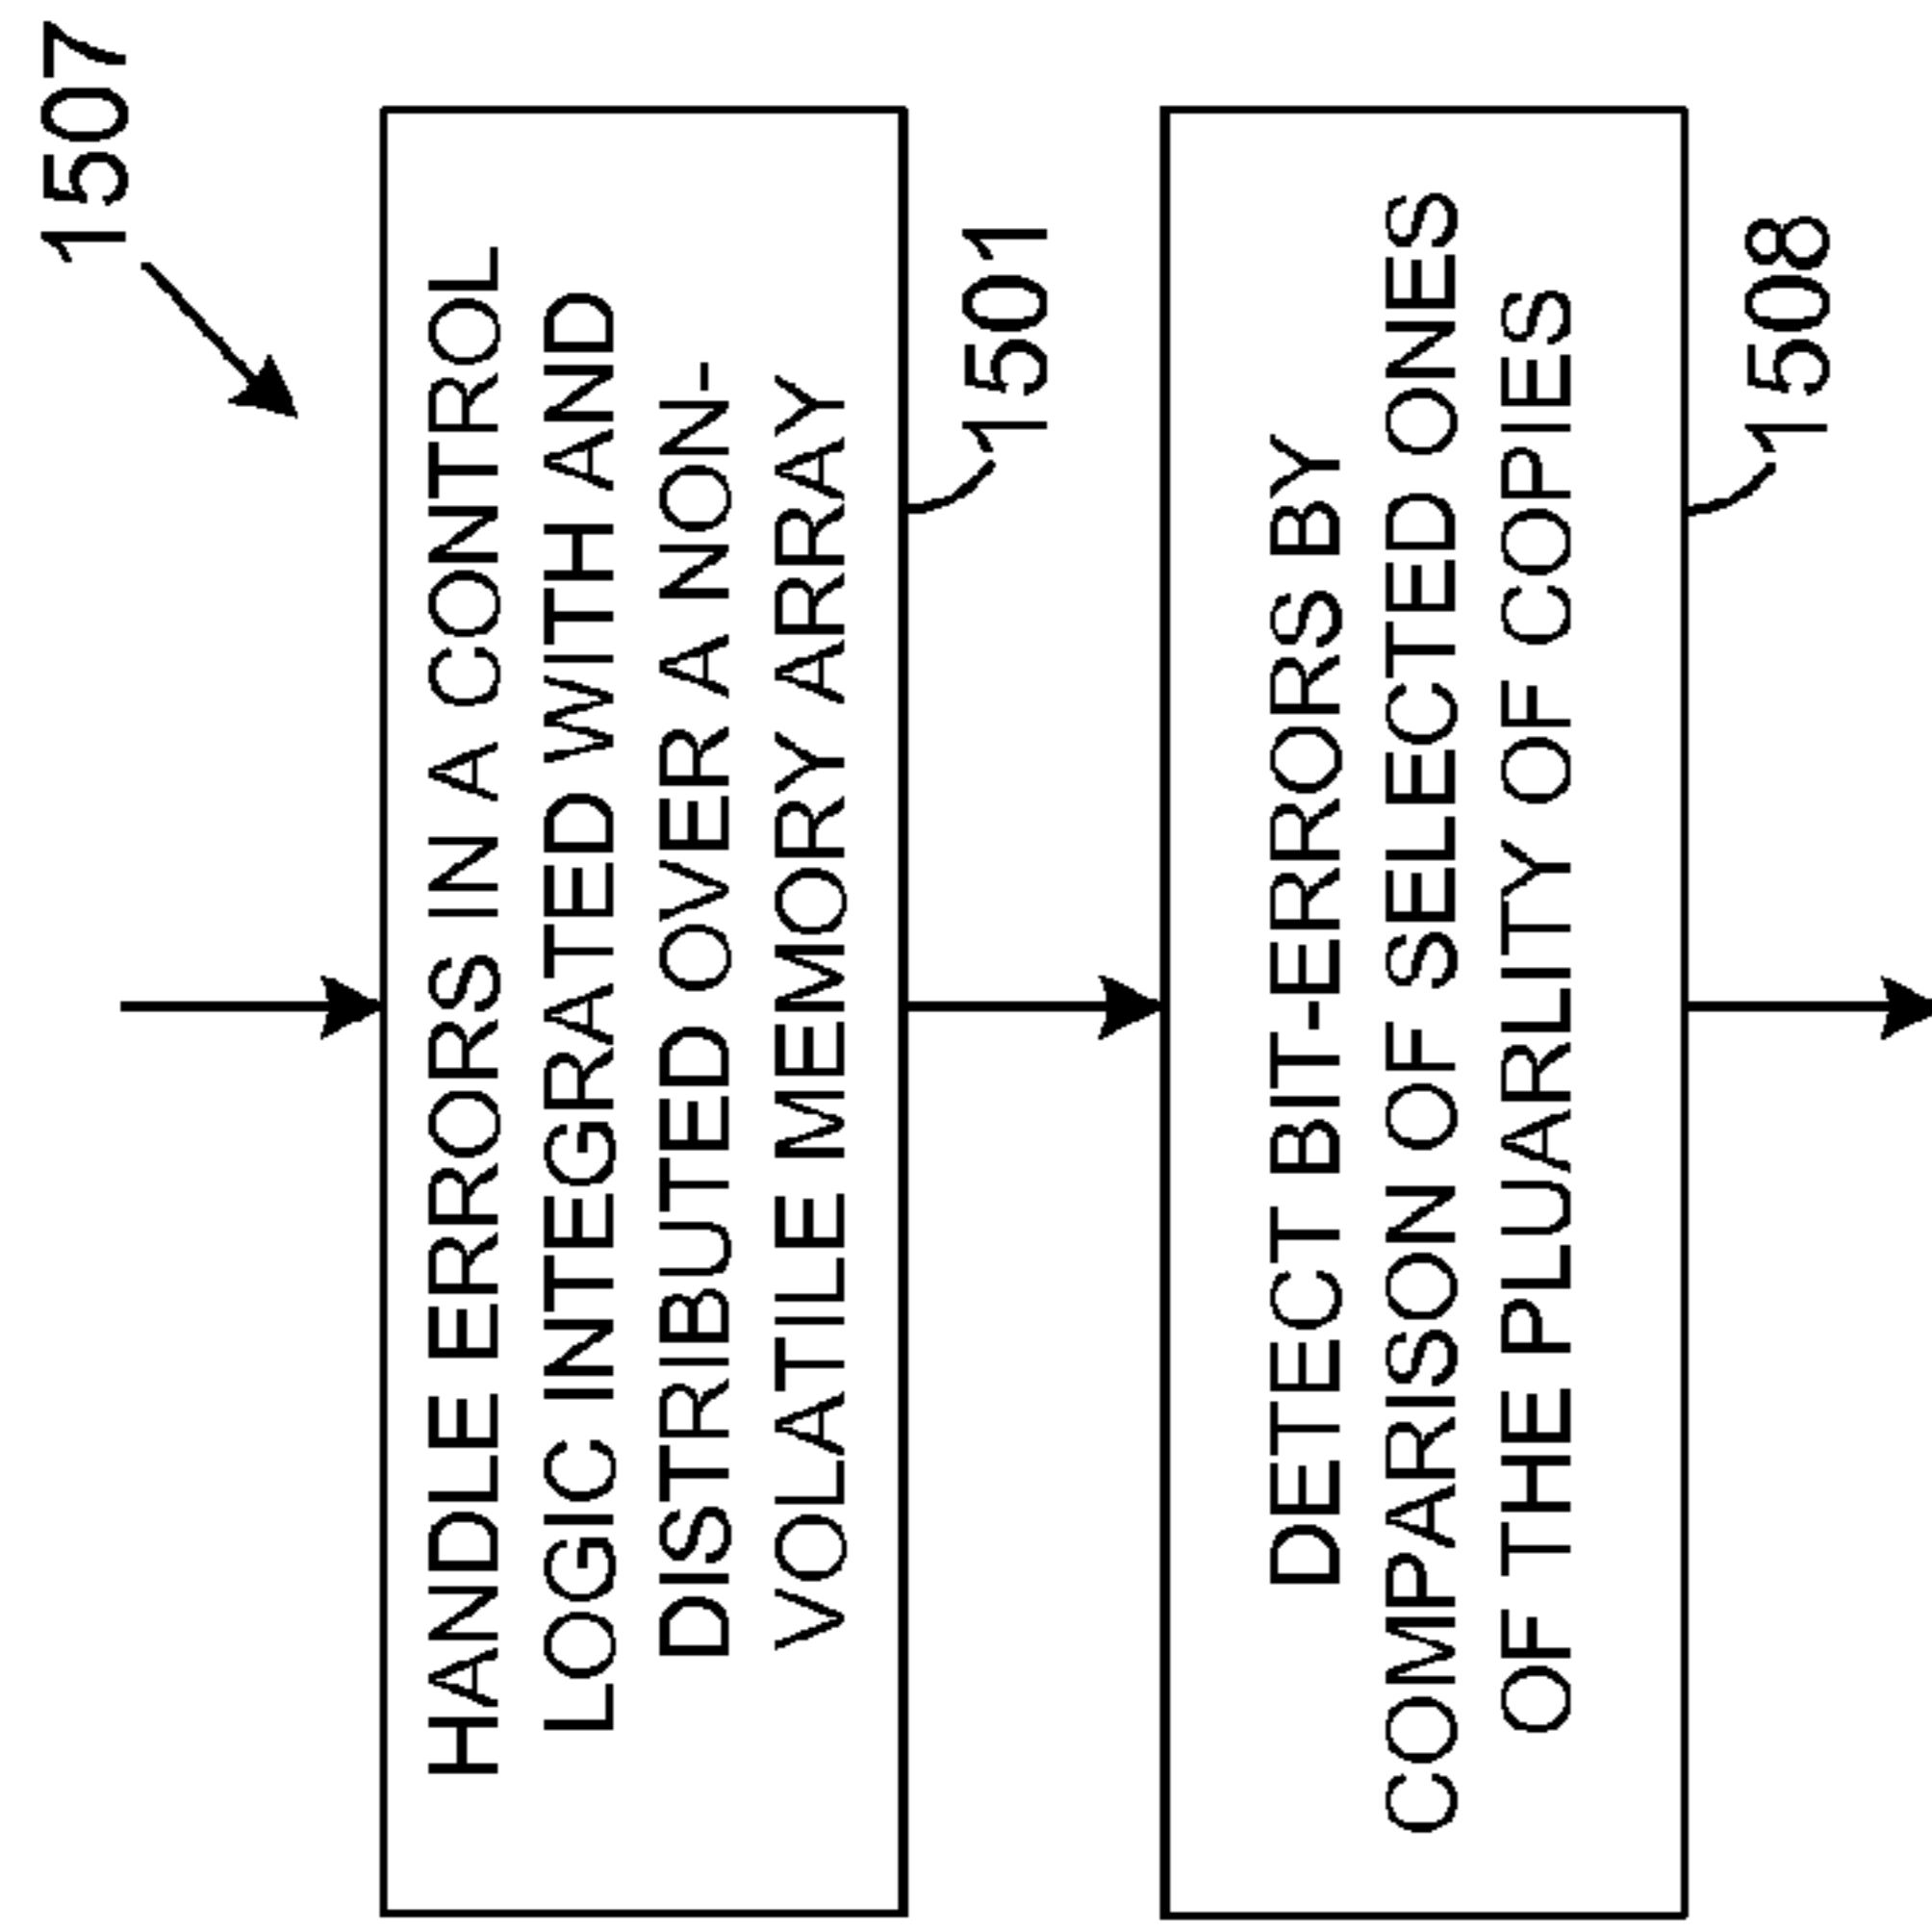 1507
HANDLE ERRORS IN A CONTROL
LOGIC INTEGRATED WITH AND
DISTRIBUTED OVER A NON-
VOLATILE MEMORY ARRAY
1501
DETECT BIT-ERRORS BY
COMPARISON OF SELECTED ONES
OF THE PLUARLITY OF COPIES
1508